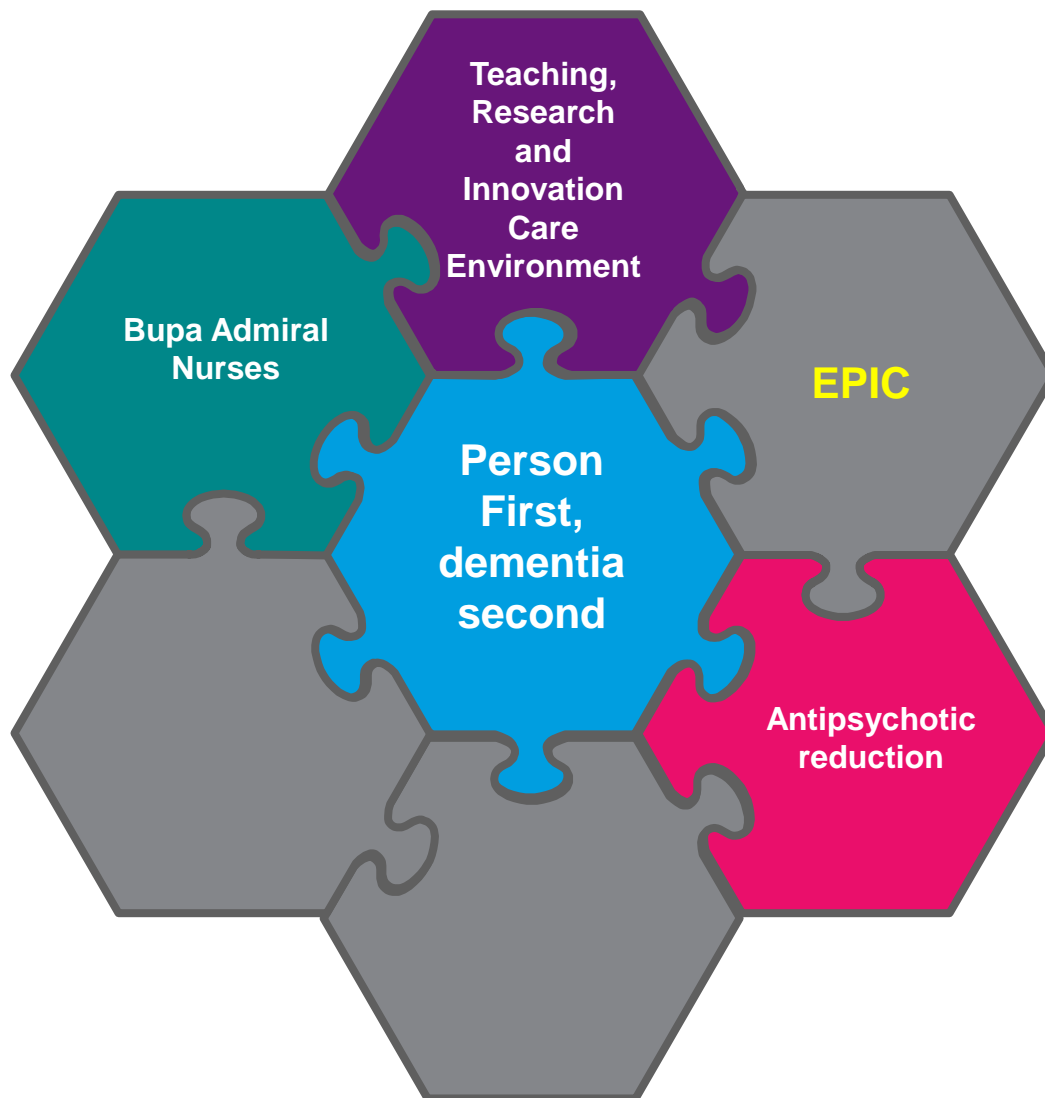 Teaching,
Research
and
Innovation
Care
Environment
Bupa Admiral
Nurses
EPIC
Person
First,
dementia
second
Antipsychotic
reduction